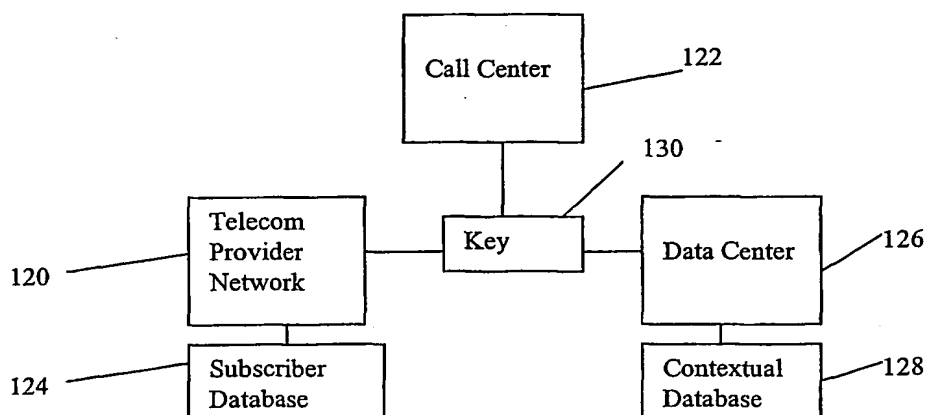 Call Center
122
130
Telecom
Provider
Network
Key
Data Center
126
120
Subscriber
Database
124
Contextual
Database
128